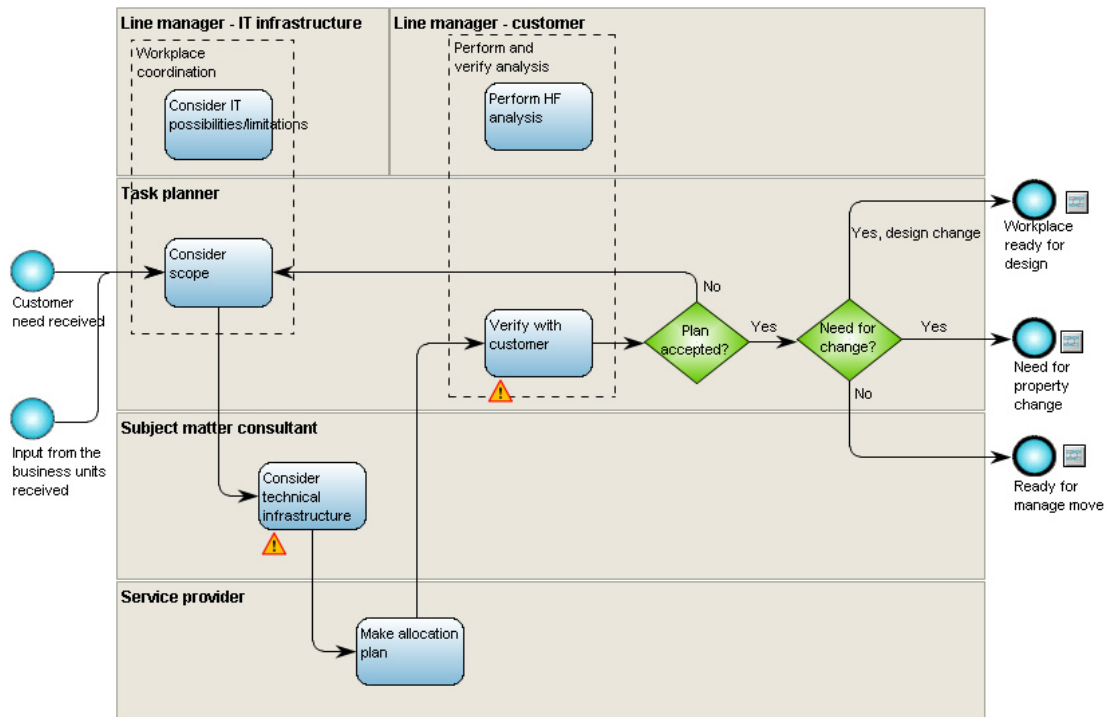 Line manager - IT infrastructure
Line manager - customer
Workplace
coordination
Perform and
verify analysis
Consider IT
possibilities/limitations
Perform HF
analysis
Task planner
Yes, design change
Workplace
ready for
design
Consider
scope
Customer
need received
No
Verify with
customer
Plan
accepted?
Yes
Need for
change?
Yes
Need for
property
change
No
Input from the
business units
received
Subject matter consultant
Consider
technical
infrastructure
Ready for
manage move
Service provider
Make allocation
plan